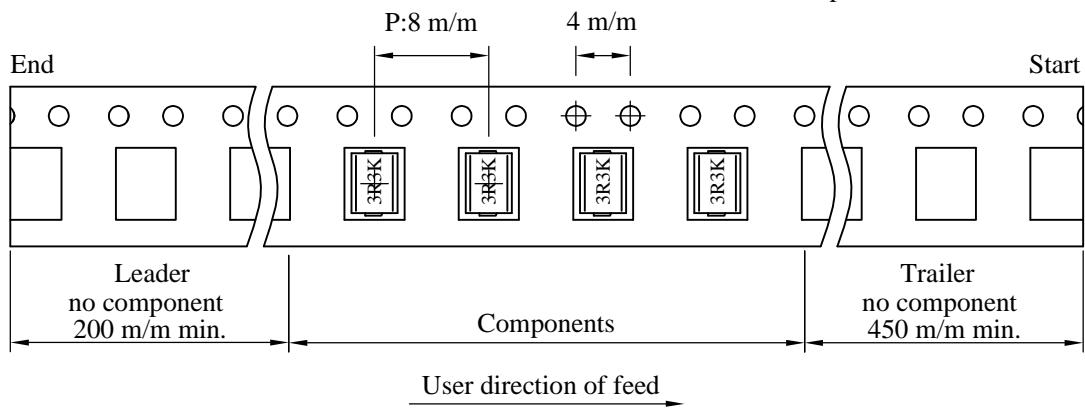 P:8 m/m
4 m/m
End
Start
3R3K
3R3K
3R3K
3R3K
Leader
no component
200 m/m min.
Components
Trailer
no component
450 m/m min.
User direction of feed